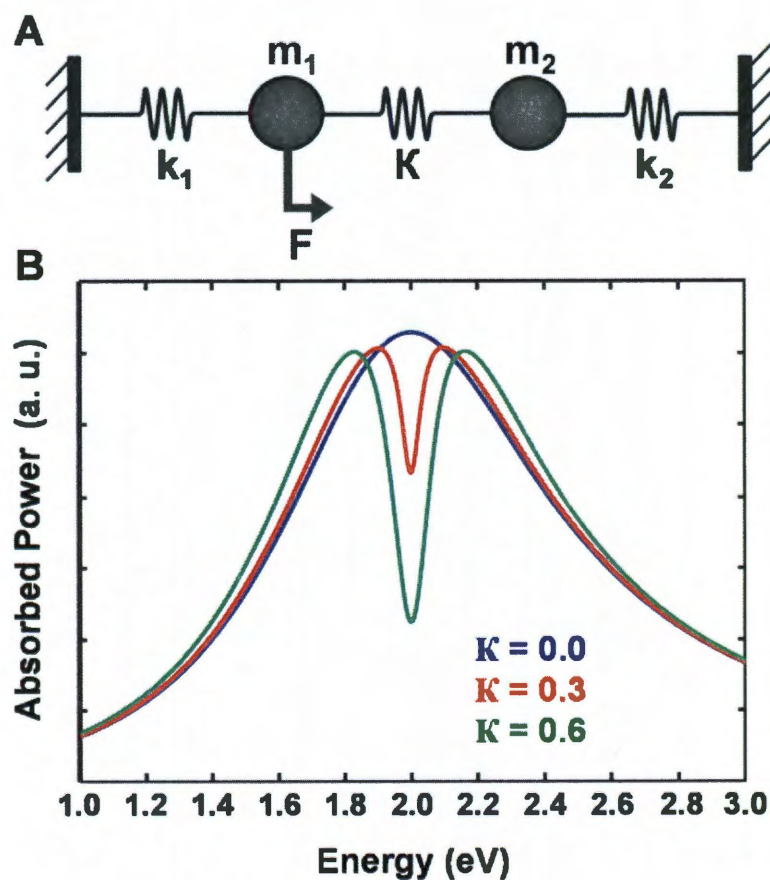 A
m₁ m₂
k₁ K k₂
F
B
Absorbed Power (a. u.)
K = 0.0
K = 0.3
K = 0.6
1.0 1.2 1.4 1.6 1.8 2.0 2.2 2.4 2.6 2.8 3.0
Energy (eV)